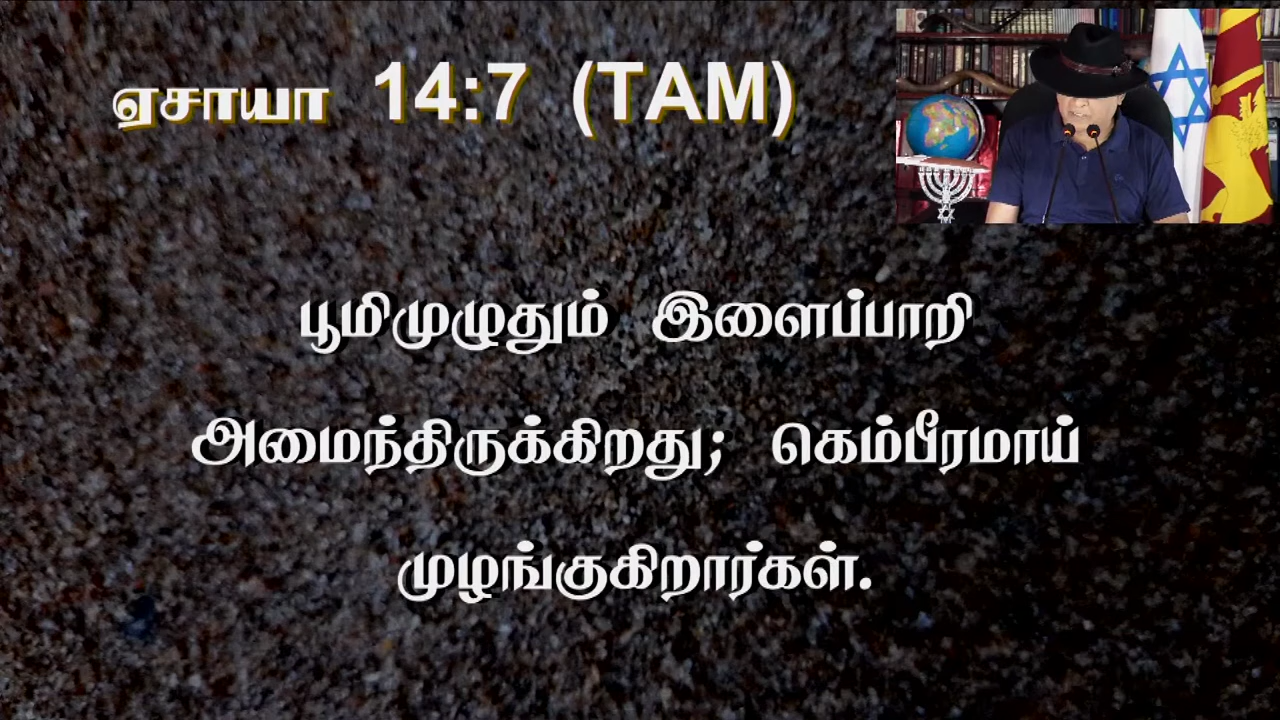 ஏசாயா 14:7 (TAM)
பூமிமுழுதும் இளைப்பாறி
அமைந்திருக்கிறது; கெம்பீரமாய்
முழங்குகிறார்கள்.